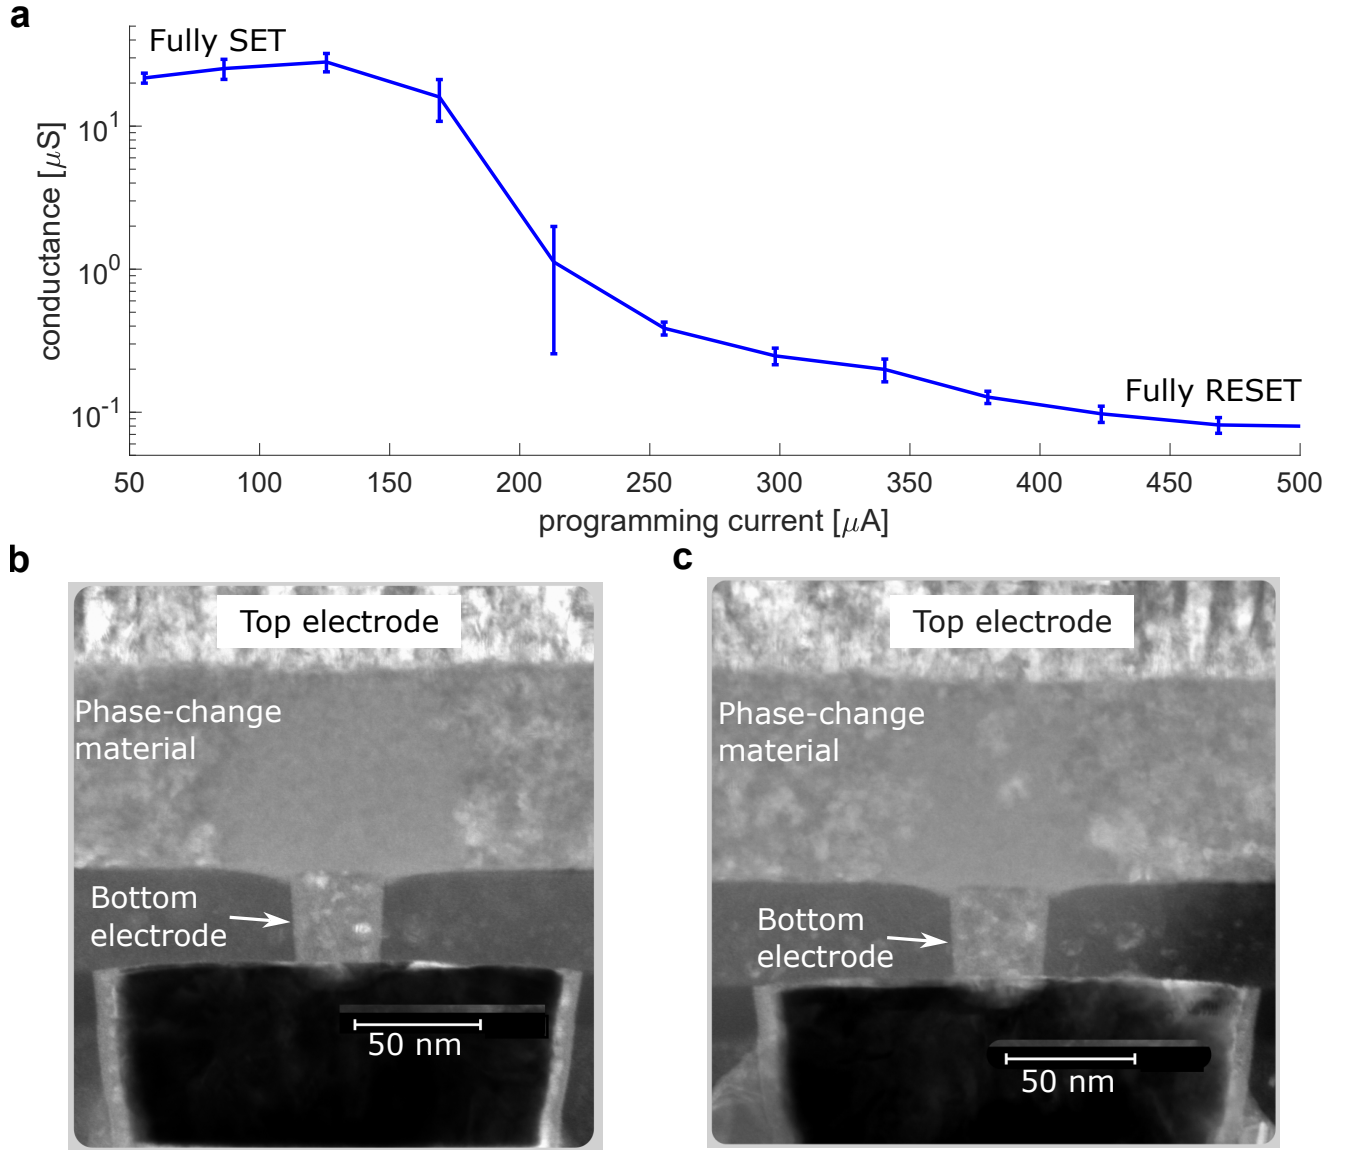 a
Fully SET
conductance [μS]
10^1
10^0
10^-1
Fully RESET
50 100 150 200 250 300 350 400 450 500
programming current [μA]
b
c
Top electrode
Phase-change
material
Bottom
electrode
50 nm
Top electrode
Phase-change
material
Bottom
electrode
50 nm